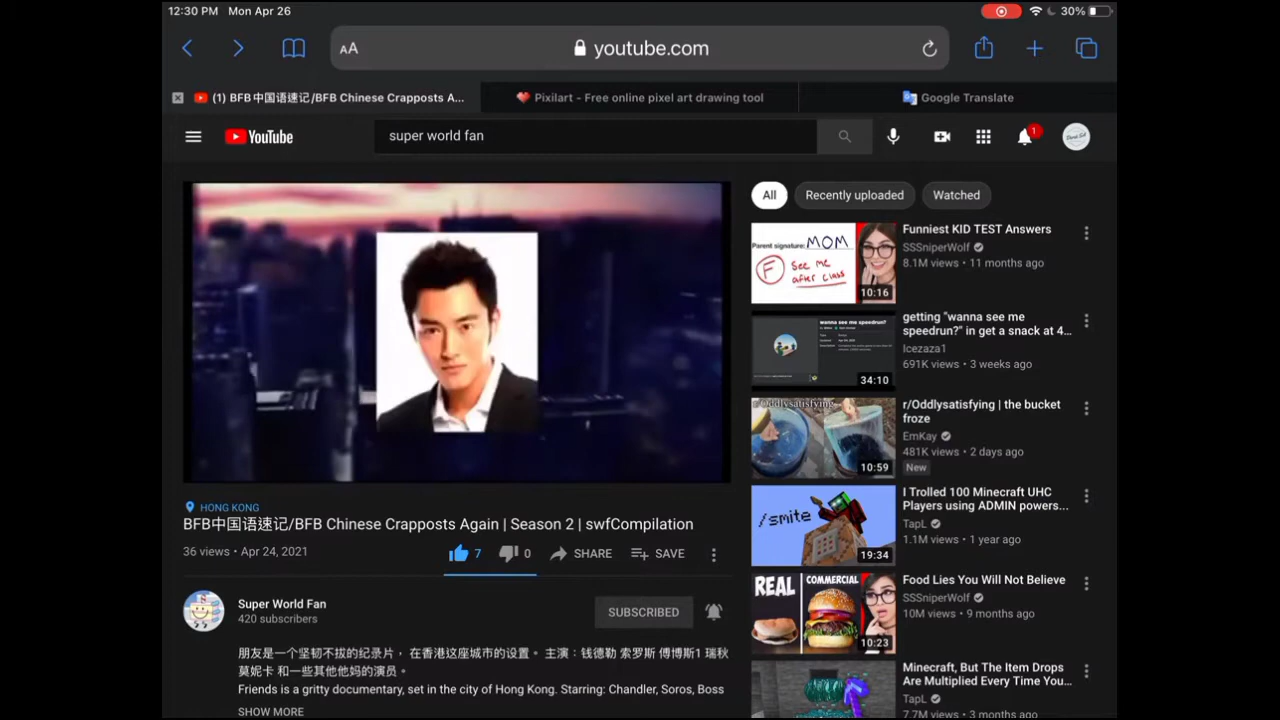 12:30 PM Mon Apr 26
30%
AA
youtube.com
(1) BFB中国语速记/BFB Chinese Crapposts A...
Pixilart - Free online pixel art drawing tool
Google Translate
YouTube
super world fan
1
All
Recently uploaded
Watched
Parent signature: MOM
F
See me
after class
10:16
Funniest KID TEST Answers
SSSniperWolf
8.1M views • 11 months ago
wanna see me speedrun?
34:10
getting "wanna see me
speedrun?" in get a snack at 4...
Icezaza1
691K views • 3 weeks ago
r/Oddlysatisfying
10:59
r/Oddlysatisfying | the bucket
froze
EmKay
481K views • 2 days ago
New
/smite
19:34
I Trolled 100 Minecraft UHC
Players using ADMIN powers...
TapL
1.1M views • 1 year ago
REAL
COMMERCIAL
10:23
Food Lies You Will Not Believe
SSSniperWolf
10M views • 9 months ago
Minecraft, But The Item Drops
Are Multiplied Every Time You...
TapL
7.7M views • 3 months ago
HONG KONG
BFB中国语速记/BFB Chinese Crapposts Again | Season 2 | swfCompilation
36 views • Apr 24, 2021
7
0
SHARE
SAVE
Super World Fan
420 subscribers
SUBSCRIBED
朋友是一个坚韧不拔的纪录片， 在香港这座城市的设置。 主演：钱德勒 索罗斯 傅博斯1 瑞秋
莫妮卡 和一些其他他妈的演员。
Friends is a gritty documentary, set in the city of Hong Kong. Starring: Chandler, Soros, Boss
SHOW MORE